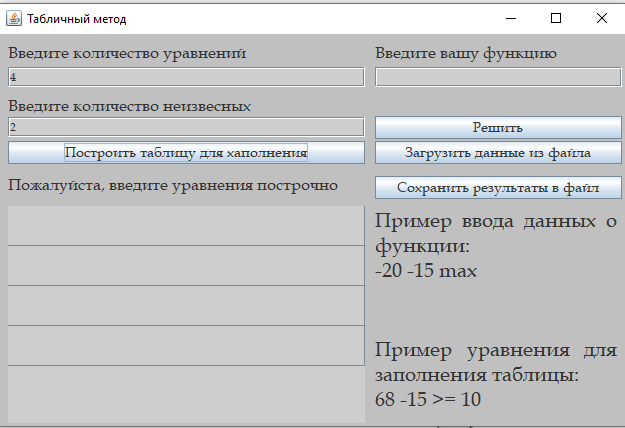 Табличный метод
Введите количество уравнений
4
Введите количество неизвесных
2
Построить таблицу для хаполнения
Пожалуйста, введите уравнения построчно
Введите вашу функцию
Решить
Загрузить данные из файла
Сохранить результаты в файл
Пример ввода данных о
функции:
-20 -15 max
Пример уравнения для
заполнения таблицы:
68 -15 >= 10